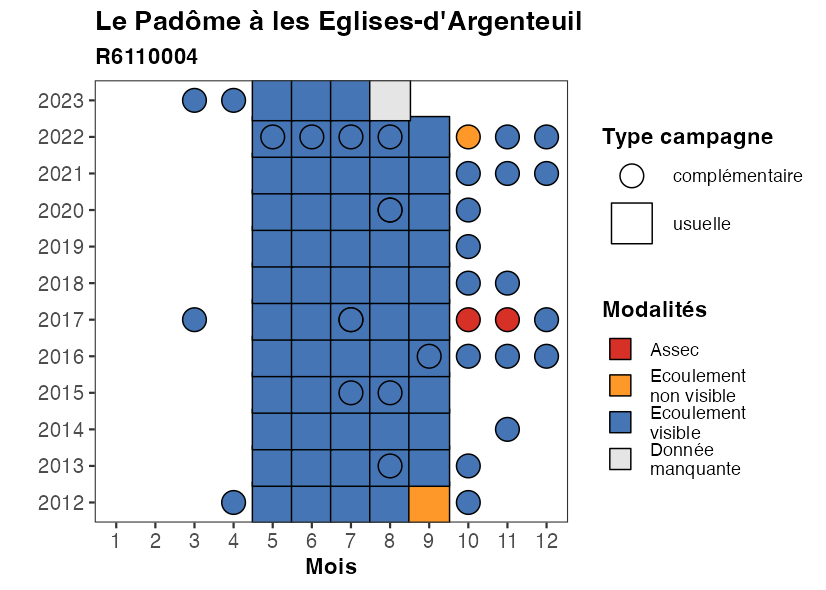 Le Padôme à les Eglises-d'Argenteuil
R6110004
2023
2022
2021
2020
2019
2018
2017
2016
2015
2014
2013
2012
1 2 3 4 5 6 7 8 9 10 11 12
Mois
Type campagne
complémentaire
usuelle
Modalités
Assec
Ecoulement
non visible
Ecoulement
visible
Donnée
manquante